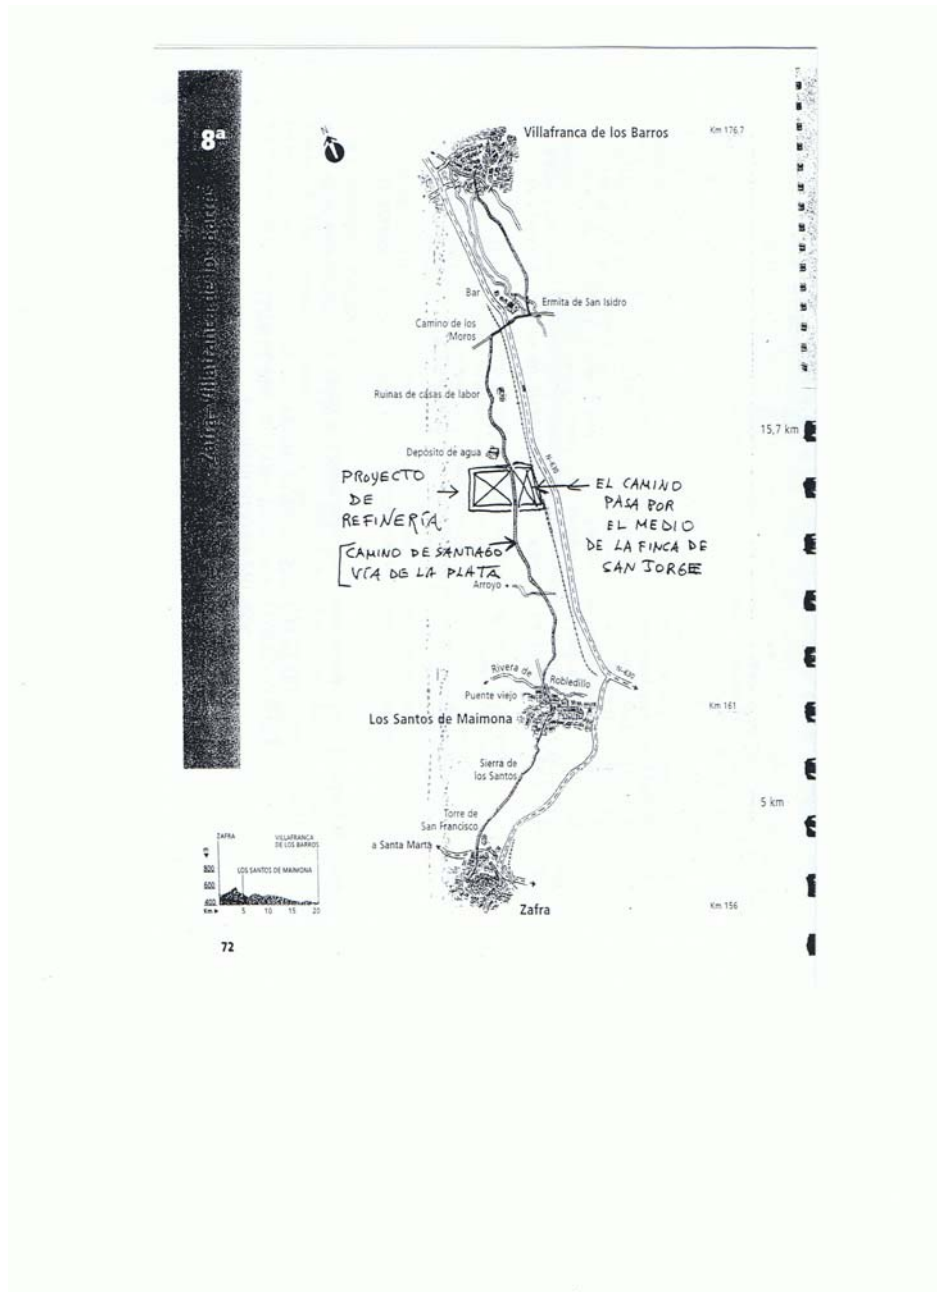 8ª
Zafra-Villafranca de los Barros
N
Villafranca de los Barros
Km 176,7
Bar
Ermita de San Isidro
Camino de los
Moros
Ruinas de casas de labor
15,7 km
Depósito de agua
N-630
PROYECTO
DE
REFINERÍA
EL CAMINO
PASA POR
EL MEDIO
DE LA FINCA DE
SAN JORGE
CAMINO DE SANTIAGO
VÍA DE LA PLATA
Arroyo
Rivera de
Robledillo
N-630
Puente viejo
Los Santos de Maimona
Km 161
Sierra de
los Santos
5 km
Torre de
San Francisco
a Santa Marta
Zafra
Km 156
ZAFRA
VILLAFRANCA
DE LOS BARROS
LOS SANTOS DE MAIMONA
800
600
400
Km
5
10
15
20
72